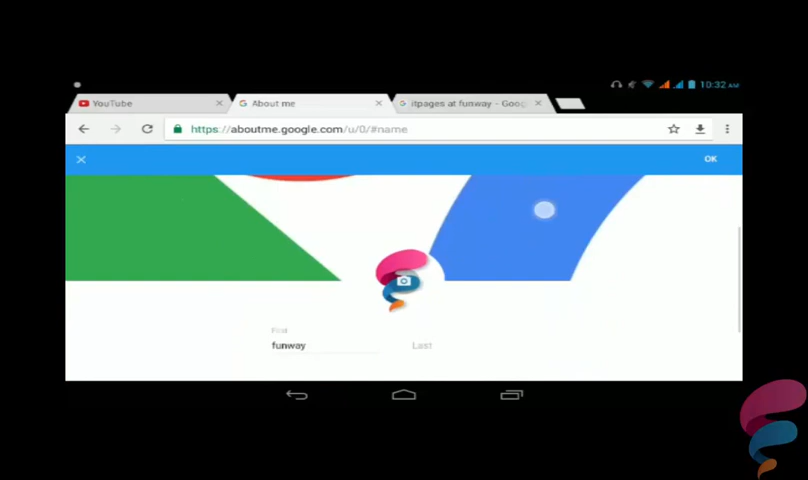 10:32 AM
YouTube
About me
itpages at funway - Goog
https://aboutme.google.com/u/0/#name
OK
First
funway
Last